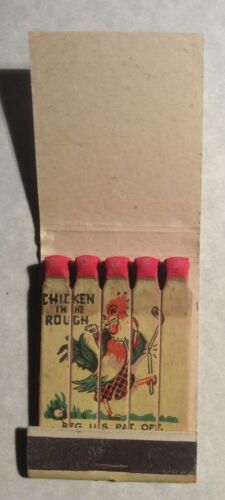 CHICKEN
IN THE
ROUGH
REG. U.S. PAT. OFF.